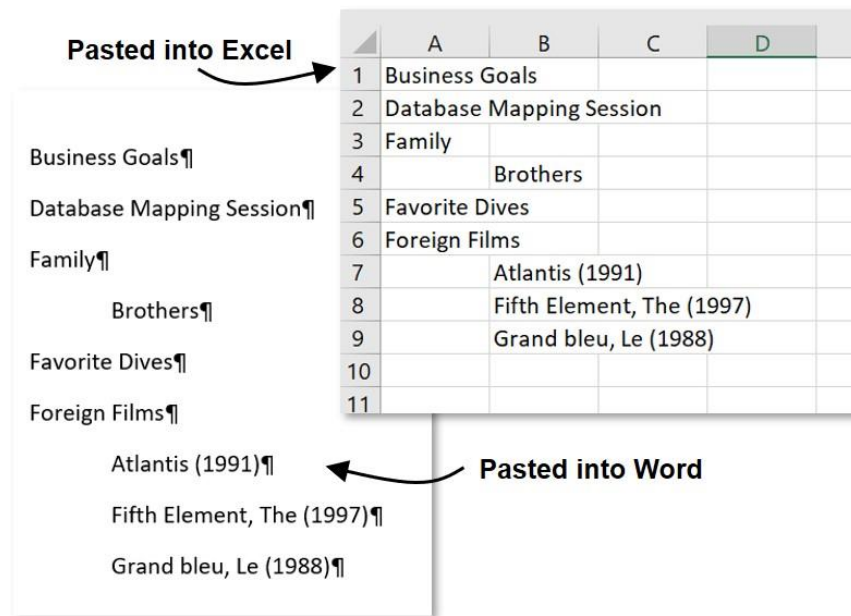 Pasted into Excel
A B C D
1 Business Goals
2 Database Mapping Session
3 Family
4 Brothers
5 Favorite Dives
6 Foreign Films
7 Atlantis (1991)
8 Fifth Element, The (1997)
9 Grand bleu, Le (1988)
10
11
Business Goals¶
Database Mapping Session¶
Family¶
Brothers¶
Favorite Dives¶
Foreign Films¶
Atlantis (1991)¶
Fifth Element, The (1997)¶
Grand bleu, Le (1988)¶
Pasted into Word